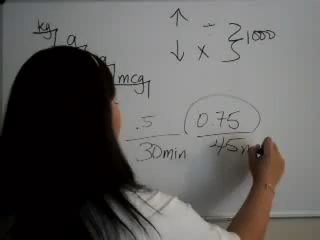 kg
g
mcg
↑ ÷ } 1000
↓ x
.5 0.75
30min 45m